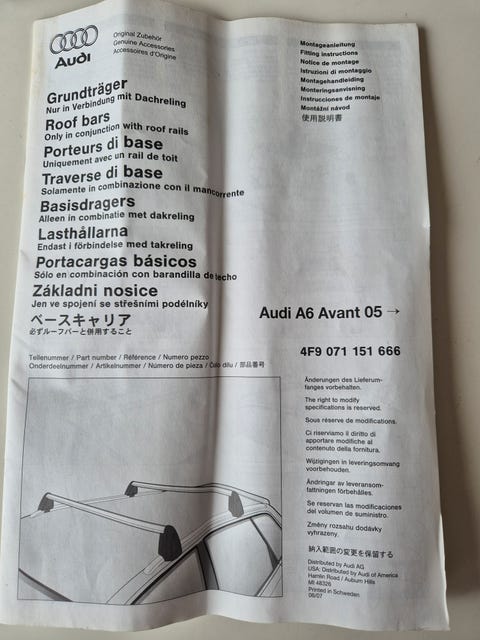 Audi
Original Zubehör
Genuine Accessories
Accessoires d'Origine
Montageanleitung
Fitting instructions
Notice de montage
Istruzioni di montaggio
Montagehandleiding
Monteringsanvisning
Instrucciones de montaje
Montážní návod
使用説明書
Grundträger
Nur in Verbindung mit Dachreling
Roof bars
Only in conjunction with roof rails
Porteurs di base
Uniquement avec un rail de toit
Traverse di base
Solamente in combinazione con il mancorrente
Basisdragers
Alleen in combinatie met dakreling
Lasthållarna
Endast i förbindelse med takreling
Portacargas básicos
Sólo en combinación con barandilla de techo
Základni nosice
Jen ve spojení se střešními podélníky
ベースキャリア
必ずルーフバーと併用すること
Audi A6 Avant 05 →
4F9 071 151 666
Teilenummer / Part number / Référence / Numero pezzo
Onderdeelnummer / Artikelnummer / Número de pieza / Číslo dílu / 部品番号
Änderungen des Lieferum-
fanges vorbehalten.
The right to modify
specifications is reserved.
Sous réserve de modifications.
Ci riserviamo il diritto di
apportare modifiche al
contenuto della fornitura.
Wijzigingen in leveringsomvang
voorbehouden.
Ändringar av leveransom-
fattningen förbehålles.
Se reservan las modificaciones
del volumen de suministro.
Změny rozsahu dodávky
vyhrazeny.
納入範囲の変更を保留する
Distributed by Audi AG
USA: Distributed by Audi of America
Hamlin Road / Auburn Hills
MI 48326
Printed in Schweden
06/07